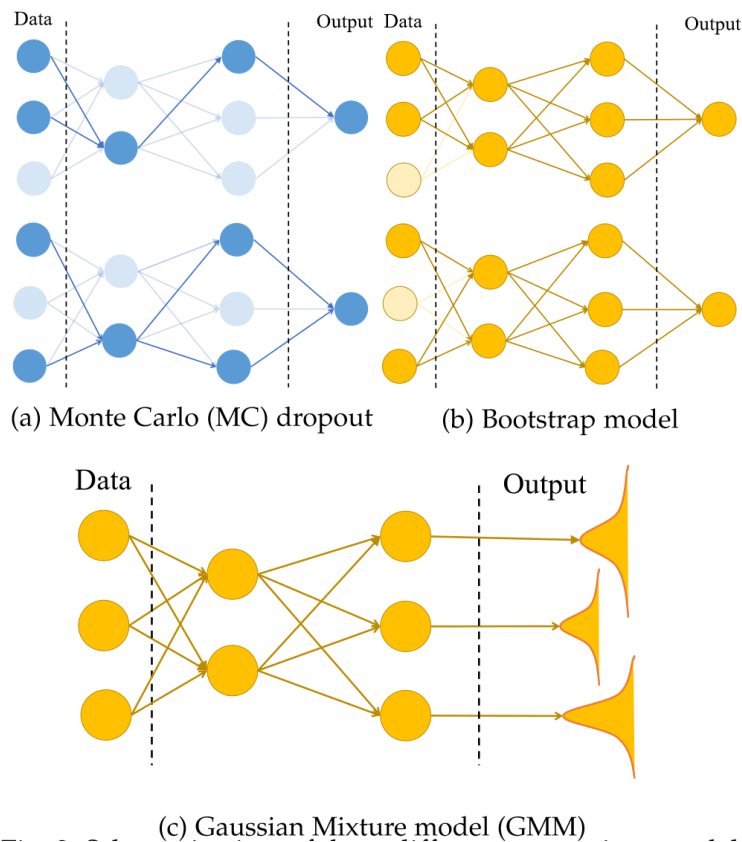 Data
Output
Data
Output
(a) Monte Carlo (MC) dropout
(b) Bootstrap model
Data
Output
(c) Gaussian Mixture model (GMM)